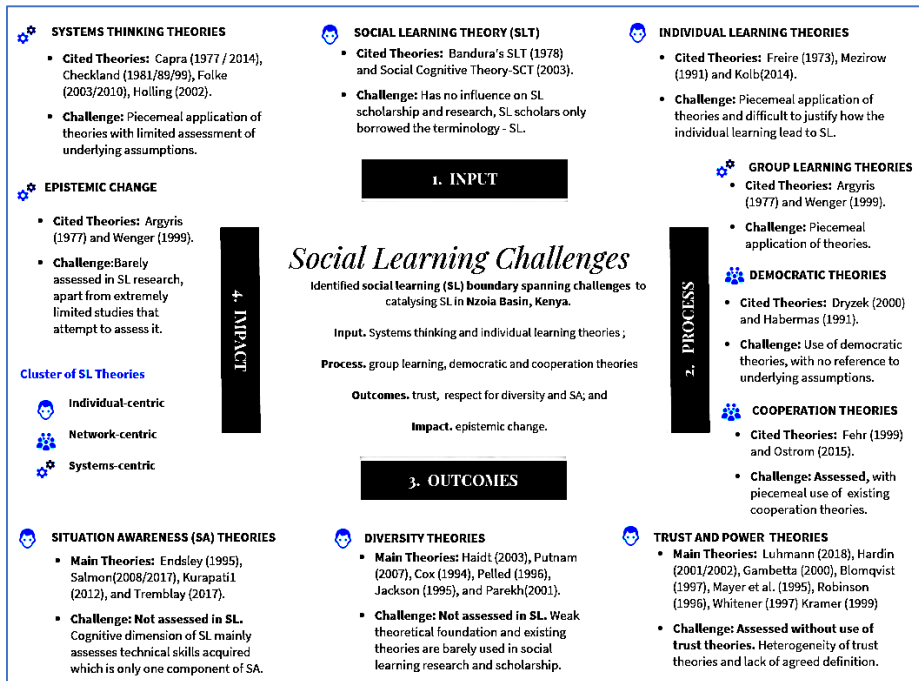 SYSTEMS THINKING THEORIES
• Cited Theories: Capra (1977 / 2014),
Checkland (1981/89/99), Folke
(2003/2010), Holling (2002).
• Challenge: Piecemeal application of
theories with limited assessment of
underlying assumptions.
SOCIAL LEARNING THEORY (SLT)
• Cited Theories: Bandura's SLT (1978)
and Social Cognitive Theory-SCT (2003).
• Challenge: Has no influence on SL
scholarship and research, SL scholars only
borrowed the terminology - SL.
INDIVIDUAL LEARNING THEORIES
• Cited Theories: Freire (1973), Mezirow
(1991) and Kolb(2014).
• Challenge: Piecemeal application of
theories and difficult to justify how the
individual learning lead to SL.
1. INPUT
GROUP LEARNING THEORIES
• Cited Theories: Argyris
(1977) and Wenger (1999).
• Challenge: Piecemeal
application of theories.
EPISTEMIC CHANGE
• Cited Theories: Argyris
(1977) and Wenger (1999).
• Challenge:Barely
assessed in SL research,
apart from extremely
limited studies that
attempt to assess it.
4. IMPACT
Social Learning Challenges
Identified social learning (SL) boundary spanning challenges to
catalysing SL in Nzoia Basin, Kenya.
Input. Systems thinking and individual learning theories ;
Process. group learning, democratic and cooperation theories
Outcomes. trust, respect for diversity and SA; and
Impact. epistemic change.
2. PROCESS
DEMOCRATIC THEORIES
• Cited Theories: Dryzek (2000)
and Habermas (1991).
• Challenge: Use of democratic
theories, with no reference to
underlying assumptions.
Cluster of SL Theories
Individual-centric
Network-centric
Systems-centric
COOPERATION THEORIES
• Cited Theories: Fehr (1999)
and Ostrom (2015).
• Challenge: Assessed, with
piecemeal use of existing
cooperation theories.
3. OUTCOMES
SITUATION AWARENESS (SA) THEORIES
• Main Theories: Endsley (1995),
Salmon(2008/2017), Kurapati1
(2012), and Tremblay (2017).
• Challenge: Not assessed in SL.
Cognitive dimension of SL mainly
assesses technical skills acquired
which is only one component of SA.
DIVERSITY THEORIES
• Main Theories: Haidt (2003), Putnam
(2007), Cox (1994), Pelled (1996),
Jackson (1995), and Parekh(2001).
• Challenge: Not assessed in SL. Weak
theoretical foundation and existing
theories are barely used in social
learning research and scholarship.
TRUST AND POWER THEORIES
• Main Theories: Luhmann (2018), Hardin
(2001/2002), Gambetta (2000), Blomqvist
(1997), Mayer et al. (1995), Robinson
(1996), Whitener (1997) Kramer (1999)
• Challenge: Assessed without use of
trust theories. Heterogeneity of trust
theories and lack of agreed definition.